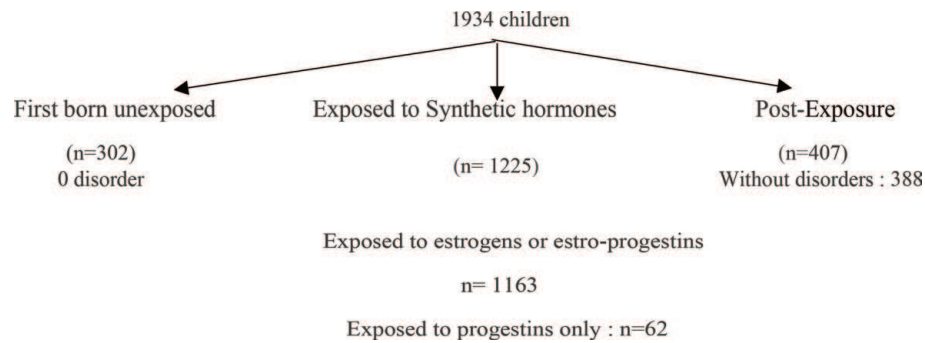 1934 children
First born unexposed
(n=302)
0 disorder
Exposed to Synthetic hormones
(n= 1225)
Post-Exposure
(n=407)
Without disorders : 388
Exposed to estrogens or estro-progestins
n= 1163
Exposed to progestins only : n=62